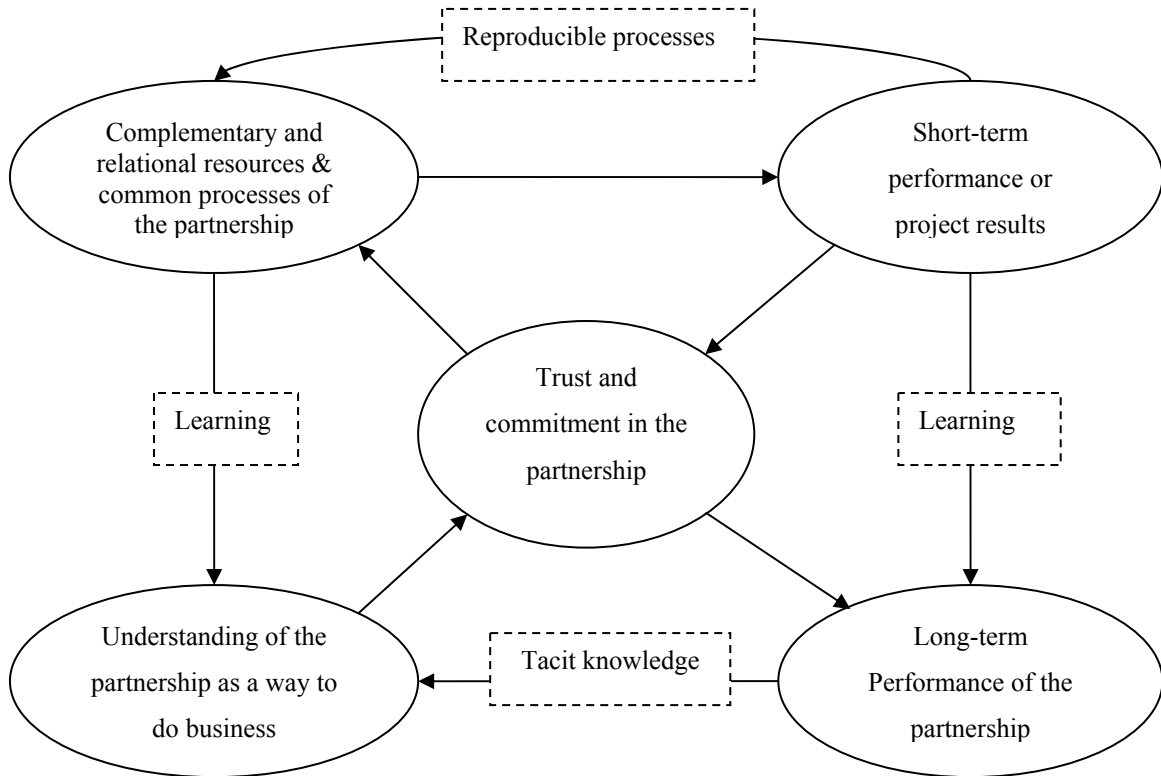 Reproducible processes
Complementary and
relational resources &
common processes of
the partnership
Short-term
performance or
project results
Trust and
commitment in the
partnership
Learning
Learning
Understanding of the
partnership as a way to
do business
Tacit knowledge
Long-term
Performance of the
partnership